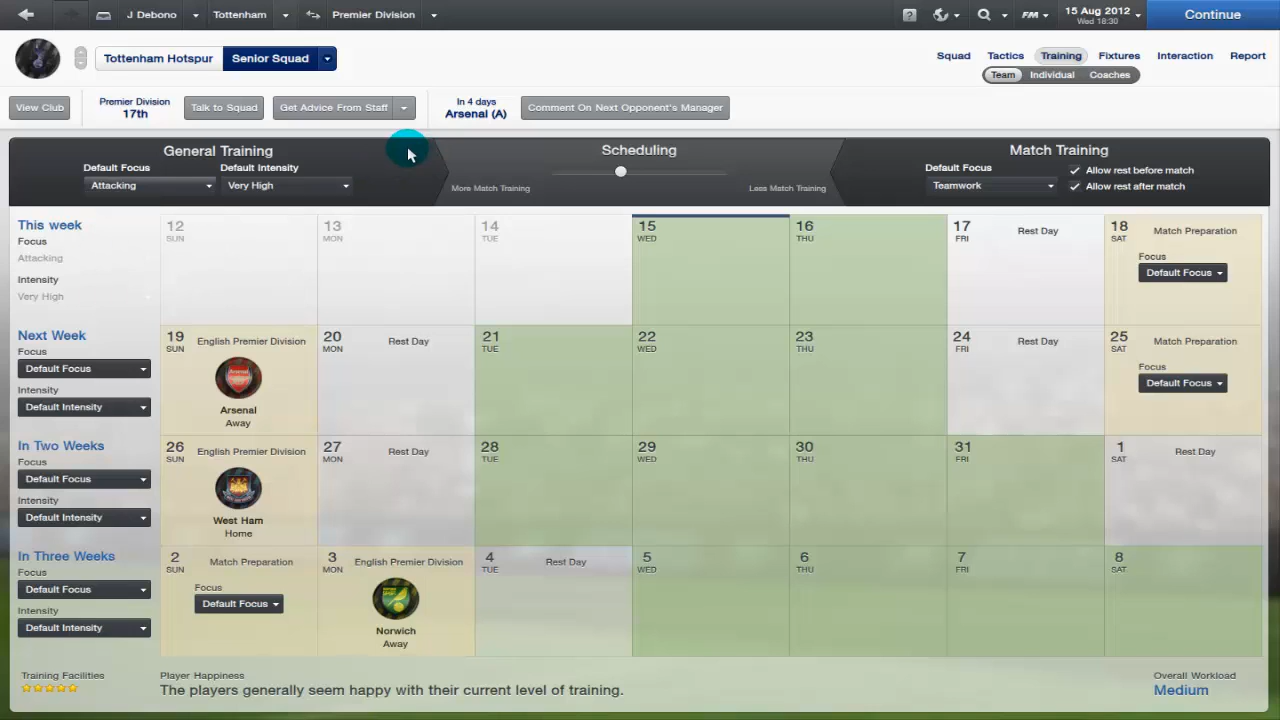 J Debono
Tottenham
Premier Division
?
FM
15 Aug 2012
Wed 18:30
Continue
Tottenham Hotspur
Senior Squad
Squad
Tactics
Training
Fixtures
Interaction
Report
Team
Individual
Coaches
View Club
Premier Division
17th
Talk to Squad
Get Advice From Staff
In 4 days
Arsenal (A)
Comment On Next Opponent's Manager
General Training
Default Focus
Default Intensity
Attacking
Very High
Scheduling
More Match Training
Less Match Training
Match Training
Default Focus
Teamwork
Allow rest before match
Allow rest after match
This week
Focus
Attacking
Intensity
Very High
12
SUN
13
MON
14
TUE
15
WED
16
THU
17
FRI
Rest Day
18
SAT
Match Preparation
Focus
Default Focus
Next Week
Focus
Default Focus
Intensity
Default Intensity
19
SUN
English Premier Division
Arsenal
Arsenal
Away
20
MON
Rest Day
21
TUE
22
WED
23
THU
24
FRI
Rest Day
25
SAT
Match Preparation
Focus
Default Focus
In Two Weeks
Focus
Default Focus
Intensity
Default Intensity
26
SUN
English Premier Division
West Ham
Home
27
MON
Rest Day
28
TUE
29
WED
30
THU
31
FRI
1
SAT
Rest Day
In Three Weeks
Focus
Default Focus
Intensity
Default Intensity
2
SUN
Match Preparation
Focus
Default Focus
3
MON
English Premier Division
Norwich
Away
4
TUE
Rest Day
5
WED
6
THU
7
FRI
8
SAT
Training Facilities
Player Happiness
The players generally seem happy with their current level of training.
Overall Workload
Medium